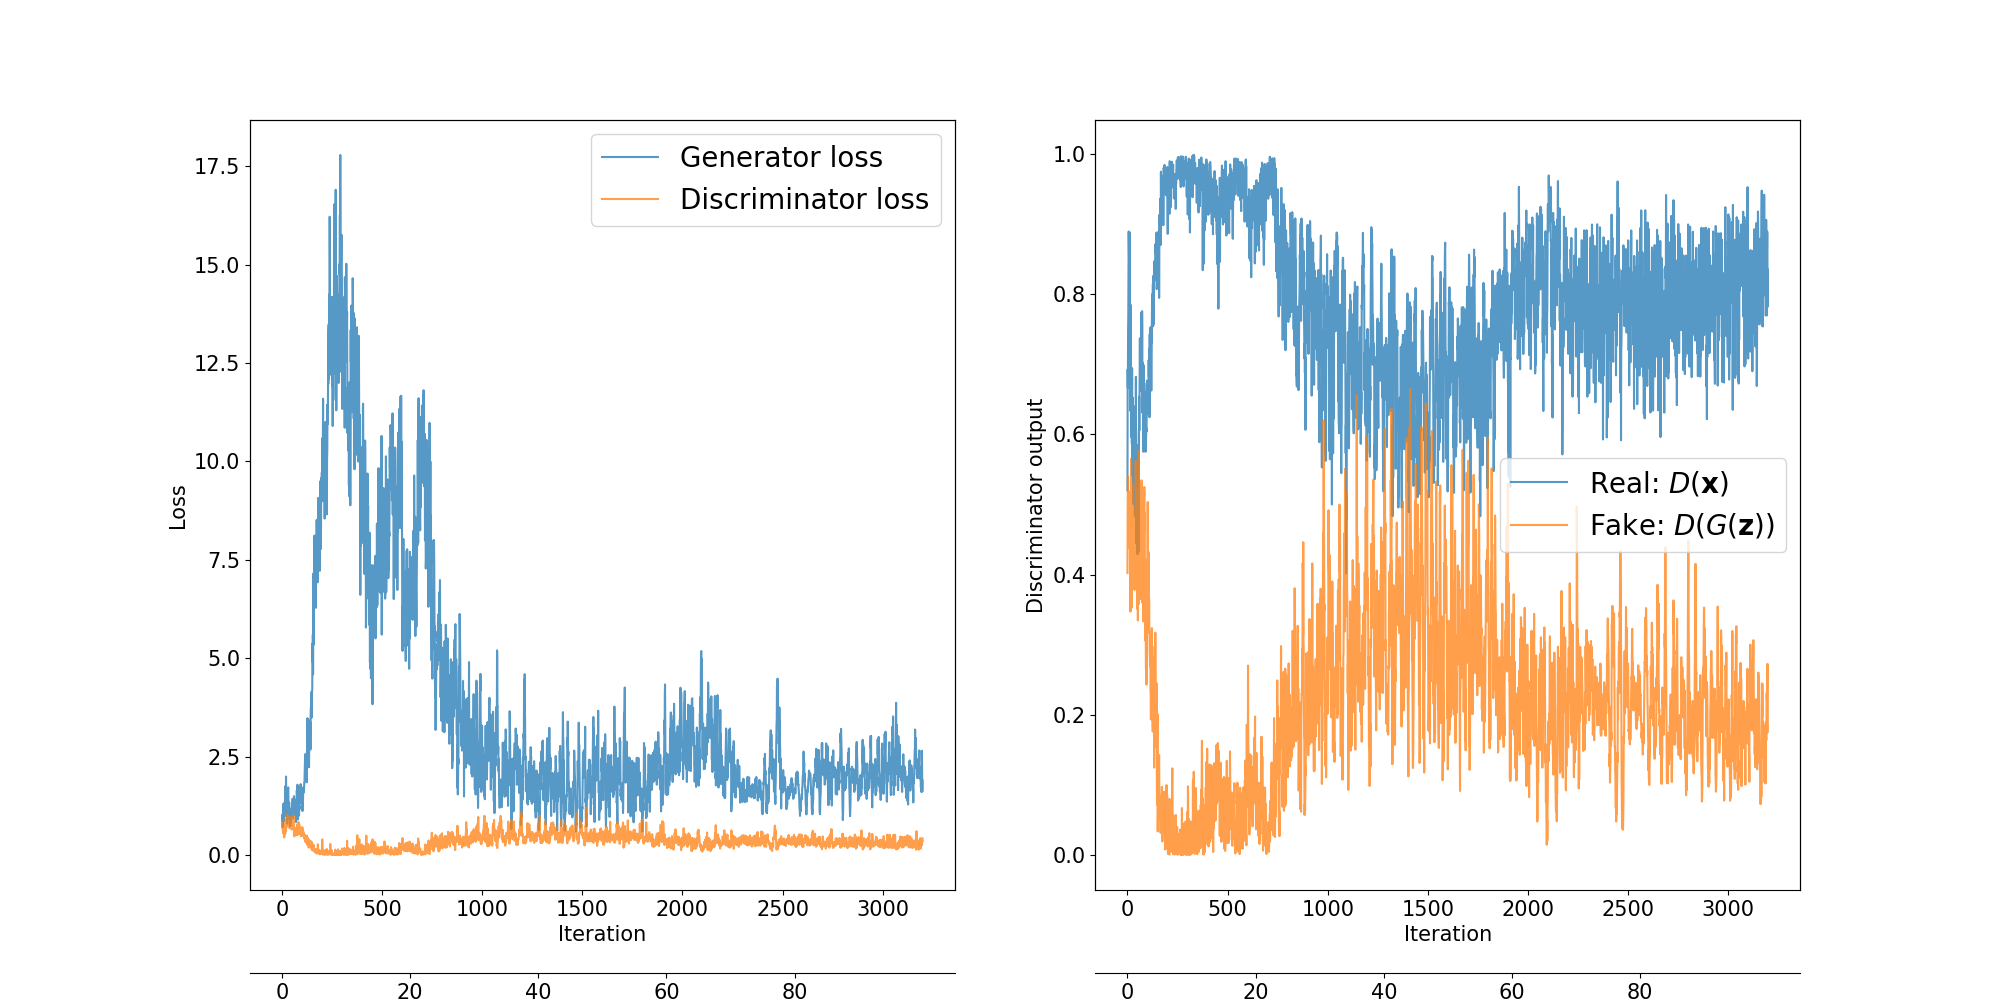 Loss
17.5
15.0
12.5
10.0
7.5
5.0
2.5
0.0
Generator loss
Discriminator loss
0 500 1000 1500 2000 2500 3000
Iteration
0 20 40 60 80
Discriminator output
1.0
0.8
0.6
0.4
0.2
0.0
Real: D(x)
Fake: D(G(z))
0 500 1000 1500 2000 2500 3000
Iteration
0 20 40 60 80